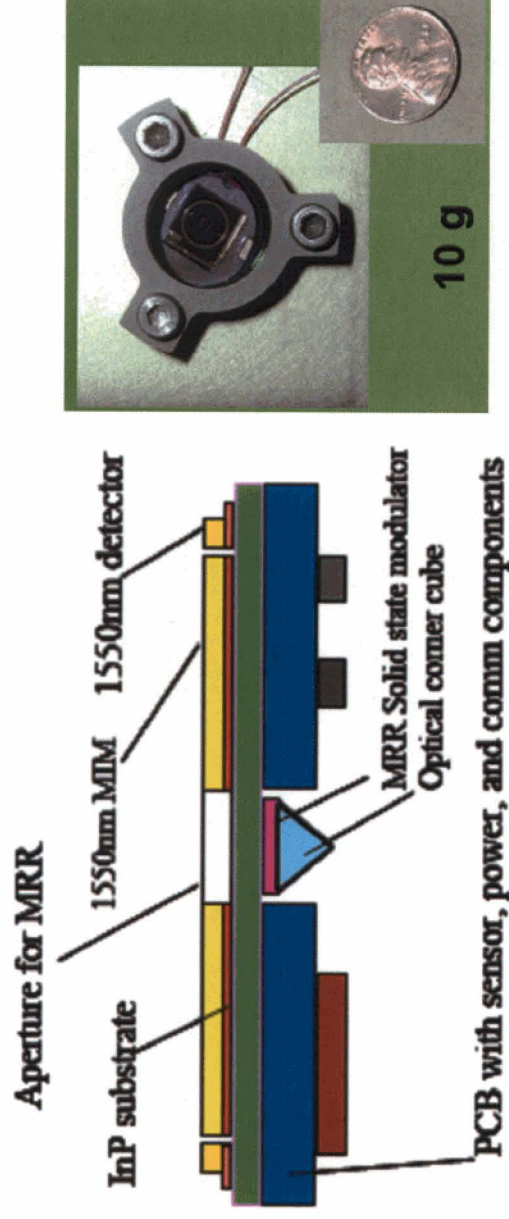 Aperture for MRR
1550nm MIM
1550nm detector
InP substrate
MRR Solid state modulator
Optical corner cube
PCB with sensor, power, and comm components
10 g